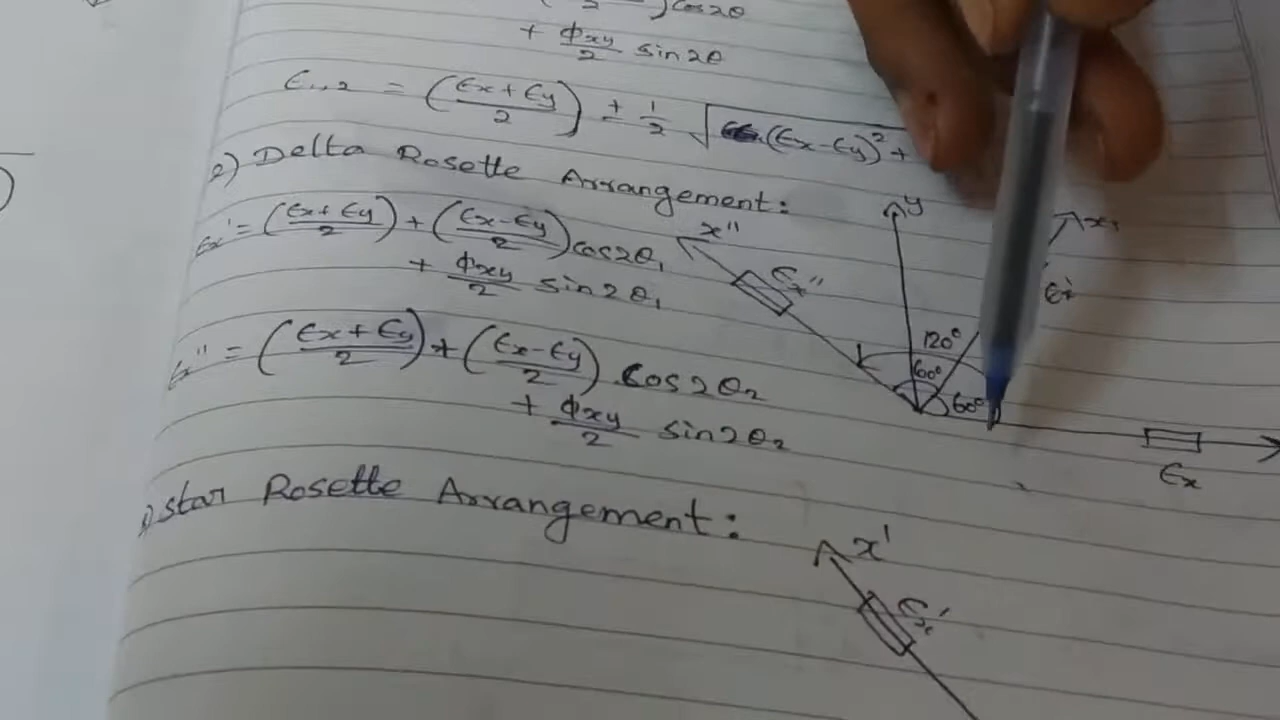 2 ) cos2θ
+ ϕxy/2 sin2θ
ϵ1,2 = (ϵx+ϵy/2) ± 1/2 √(ϵx-ϵy)² +
2) Delta Rosette Arrangement:
ϵx' = (ϵx+ϵy/2) + (ϵx-ϵy/2) cos2θ1
+ ϕxy/2 sin2θ1
ϵx'' = (ϵx+ϵy/2) + (ϵx-ϵy/2) cos2θ2
+ ϕxy/2 sin2θ2
Star Rosette Arrangement:
y
x''
ϵx''
120°
60°
60°
ϵx
x'
ϵx'